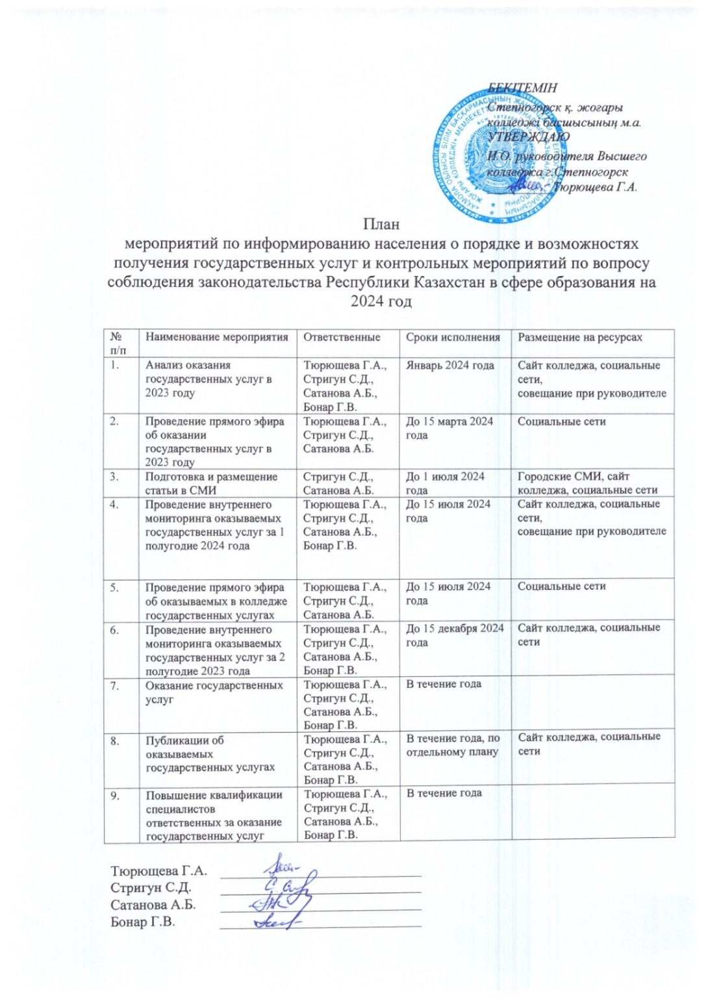 БЕКІТЕМІН
Степногорск қ. жоғары
колледжі басшысының м.а.
УТВЕРЖДАЮ
И.О. руководителя Высшего
колледжа г.Степногорск
Тюрющева Г.А.
План
мероприятий по информированию населения о порядке и возможностях
получения государственных услуг и контрольных мероприятий по вопросу
соблюдения законодательства Республики Казахстан в сфере образования на
2024 год
№ п/п
Наименование мероприятия
Ответственные
Сроки исполнения
Размещение на ресурсах
1.
Анализ оказания
государственных услуг в
2023 году
Тюрющева Г.А.,
Стригун С.Д.,
Сатанова А.Б.,
Бонар Г.В.
Январь 2024 года
Сайт колледжа, социальные
сети,
совещание при руководителе
2.
Проведение прямого эфира
об оказании
государственных услуг в
2023 году
Тюрющева Г.А.,
Стригун С.Д.,
Сатанова А.Б.
До 15 марта 2024
года
Социальные сети
3.
Подготовка и размещение
статьи в СМИ
Стригун С.Д.,
Сатанова А.Б.
До 1 июля 2024
года
Городские СМИ, сайт
колледжа, социальные сети
4.
Проведение внутреннего
мониторинга оказываемых
государственных услуг за 1
полугодие 2024 года
Тюрющева Г.А.,
Стригун С.Д.,
Сатанова А.Б.,
Бонар Г.В.
До 15 июля 2024
года
Сайт колледжа, социальные
сети,
совещание при руководителе
5.
Проведение прямого эфира
об оказываемых в колледже
государственных услугах
Тюрющева Г.А.,
Стригун С.Д.,
Сатанова А.Б.
До 15 июля 2024
года
Социальные сети
6.
Проведение внутреннего
мониторинга оказываемых
государственных услуг за 2
полугодие 2023 года
Тюрющева Г.А.,
Стригун С.Д.,
Сатанова А.Б.,
Бонар Г.В.
До 15 декабря 2024
года
Сайт колледжа, социальные
сети
7.
Оказание государственных
услуг
Тюрющева Г.А.,
Стригун С.Д.,
Сатанова А.Б.,
Бонар Г.В.
В течение года
8.
Публикации об
оказываемых
государственных услугах
Тюрющева Г.А.,
Стригун С.Д.,
Сатанова А.Б.,
Бонар Г.В.
В течение года, по
отдельному плану
Сайт колледжа, социальные
сети
9.
Повышение квалификации
специалистов
ответственных за оказание
государственных услуг
Тюрющева Г.А.,
Стригун С.Д.,
Сатанова А.Б.,
Бонар Г.В.
В течение года
Тюрющева Г.А.
Стригун С.Д.
Сатанова А.Б.
Бонар Г.В.